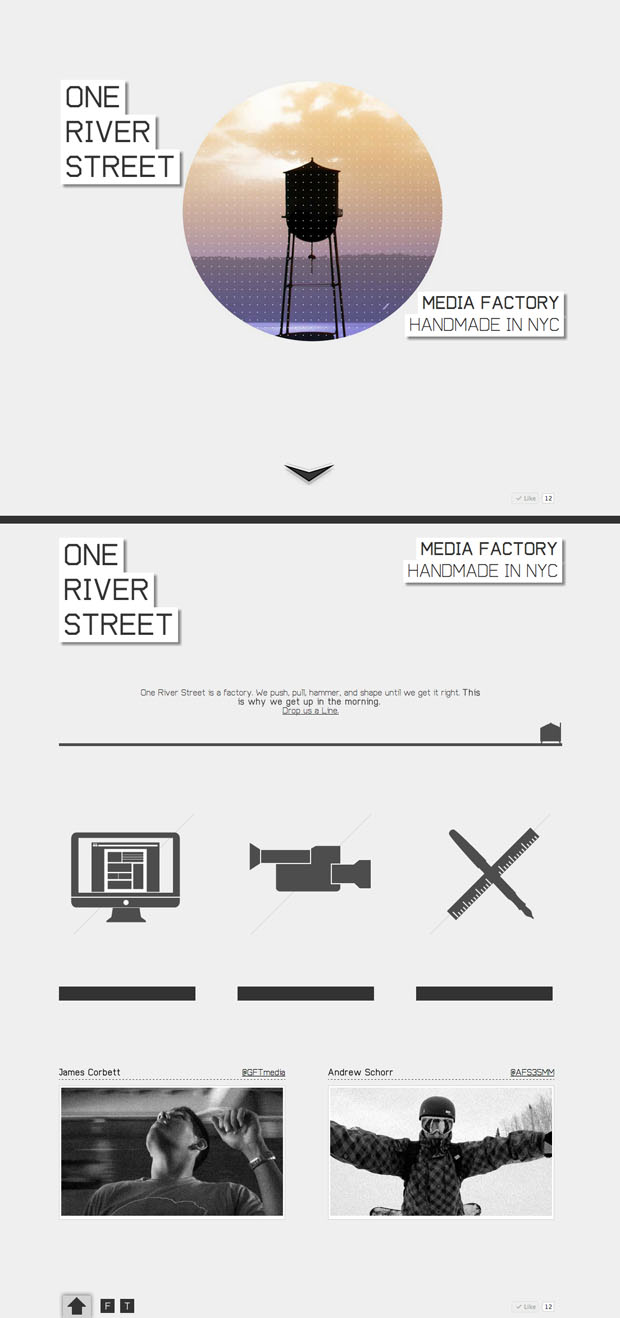 ONE
RIVER
STREET
MEDIA FACTORY
HANDMADE IN NYC
Like 12
ONE
RIVER
STREET
MEDIA FACTORY
HANDMADE IN NYC
One River Street is a factory. We push, pull, hammer, and shape until we get it right. This
is why we get up in the morning.
Drop us a Line.
James Corbett @GFTmedia
Andrew Schorr @AFS35MM
F T
Like 12